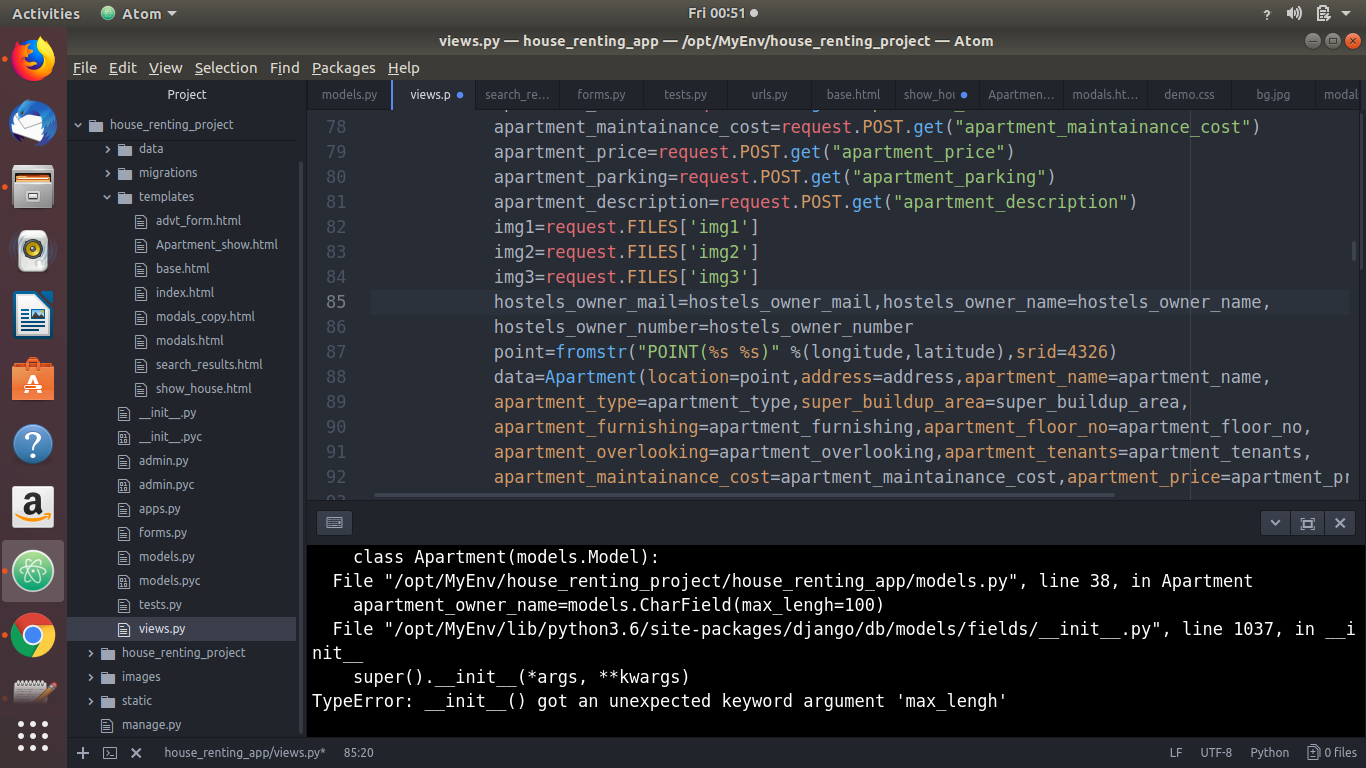 Activities
Atom
Fri 00:51
?
views.py — house_renting_app — /opt/MyEnv/house_renting_project — Atom
File Edit View Selection Find Packages Help
Project
models.py
views.p
search_re...
forms.py
tests.py
urls.py
base.html
show_hou
Apartmen...
modals.ht...
demo.css
bg.jpg
modal
house_renting_project
data
migrations
templates
advt_form.html
Apartment_show.html
base.html
index.html
modals_copy.html
modals.html
search_results.html
show_house.html
__init__.py
__init__.pyc
admin.py
admin.pyc
apps.py
forms.py
models.py
models.pyc
tests.py
views.py
house_renting_project
images
static
manage.py
78 apartment_maintainance_cost=request.POST.get("apartment_maintainance_cost")
79 apartment_price=request.POST.get("apartment_price")
80 apartment_parking=request.POST.get("apartment_parking")
81 apartment_description=request.POST.get("apartment_description")
82 img1=request.FILES['img1']
83 img2=request.FILES['img2']
84 img3=request.FILES['img3']
85 hostels_owner_mail=hostels_owner_mail,hostels_owner_name=hostels_owner_name,
86 hostels_owner_number=hostels_owner_number
87 point=fromstr("POINT(%s %s)" %(longitude,latitude),srid=4326)
88 data=Apartment(location=point,address=address,apartment_name=apartment_name,
89 apartment_type=apartment_type,super_buildup_area=super_buildup_area,
90 apartment_furnishing=apartment_furnishing,apartment_floor_no=apartment_floor_no,
91 apartment_overlooking=apartment_overlooking,apartment_tenants=apartment_tenants,
92 apartment_maintainance_cost=apartment_maintainance_cost,apartment_price=apartment_pr
class Apartment(models.Model):
File "/opt/MyEnv/house_renting_project/house_renting_app/models.py", line 38, in Apartment
apartment_owner_name=models.CharField(max_lengh=100)
File "/opt/MyEnv/lib/python3.6/site-packages/django/db/models/fields/__init__.py", line 1037, in __i
nit__
super().__init__(*args, **kwargs)
TypeError: __init__() got an unexpected keyword argument 'max_lengh'
house_renting_app/views.py* 85:20
LF UTF-8 Python 0 files